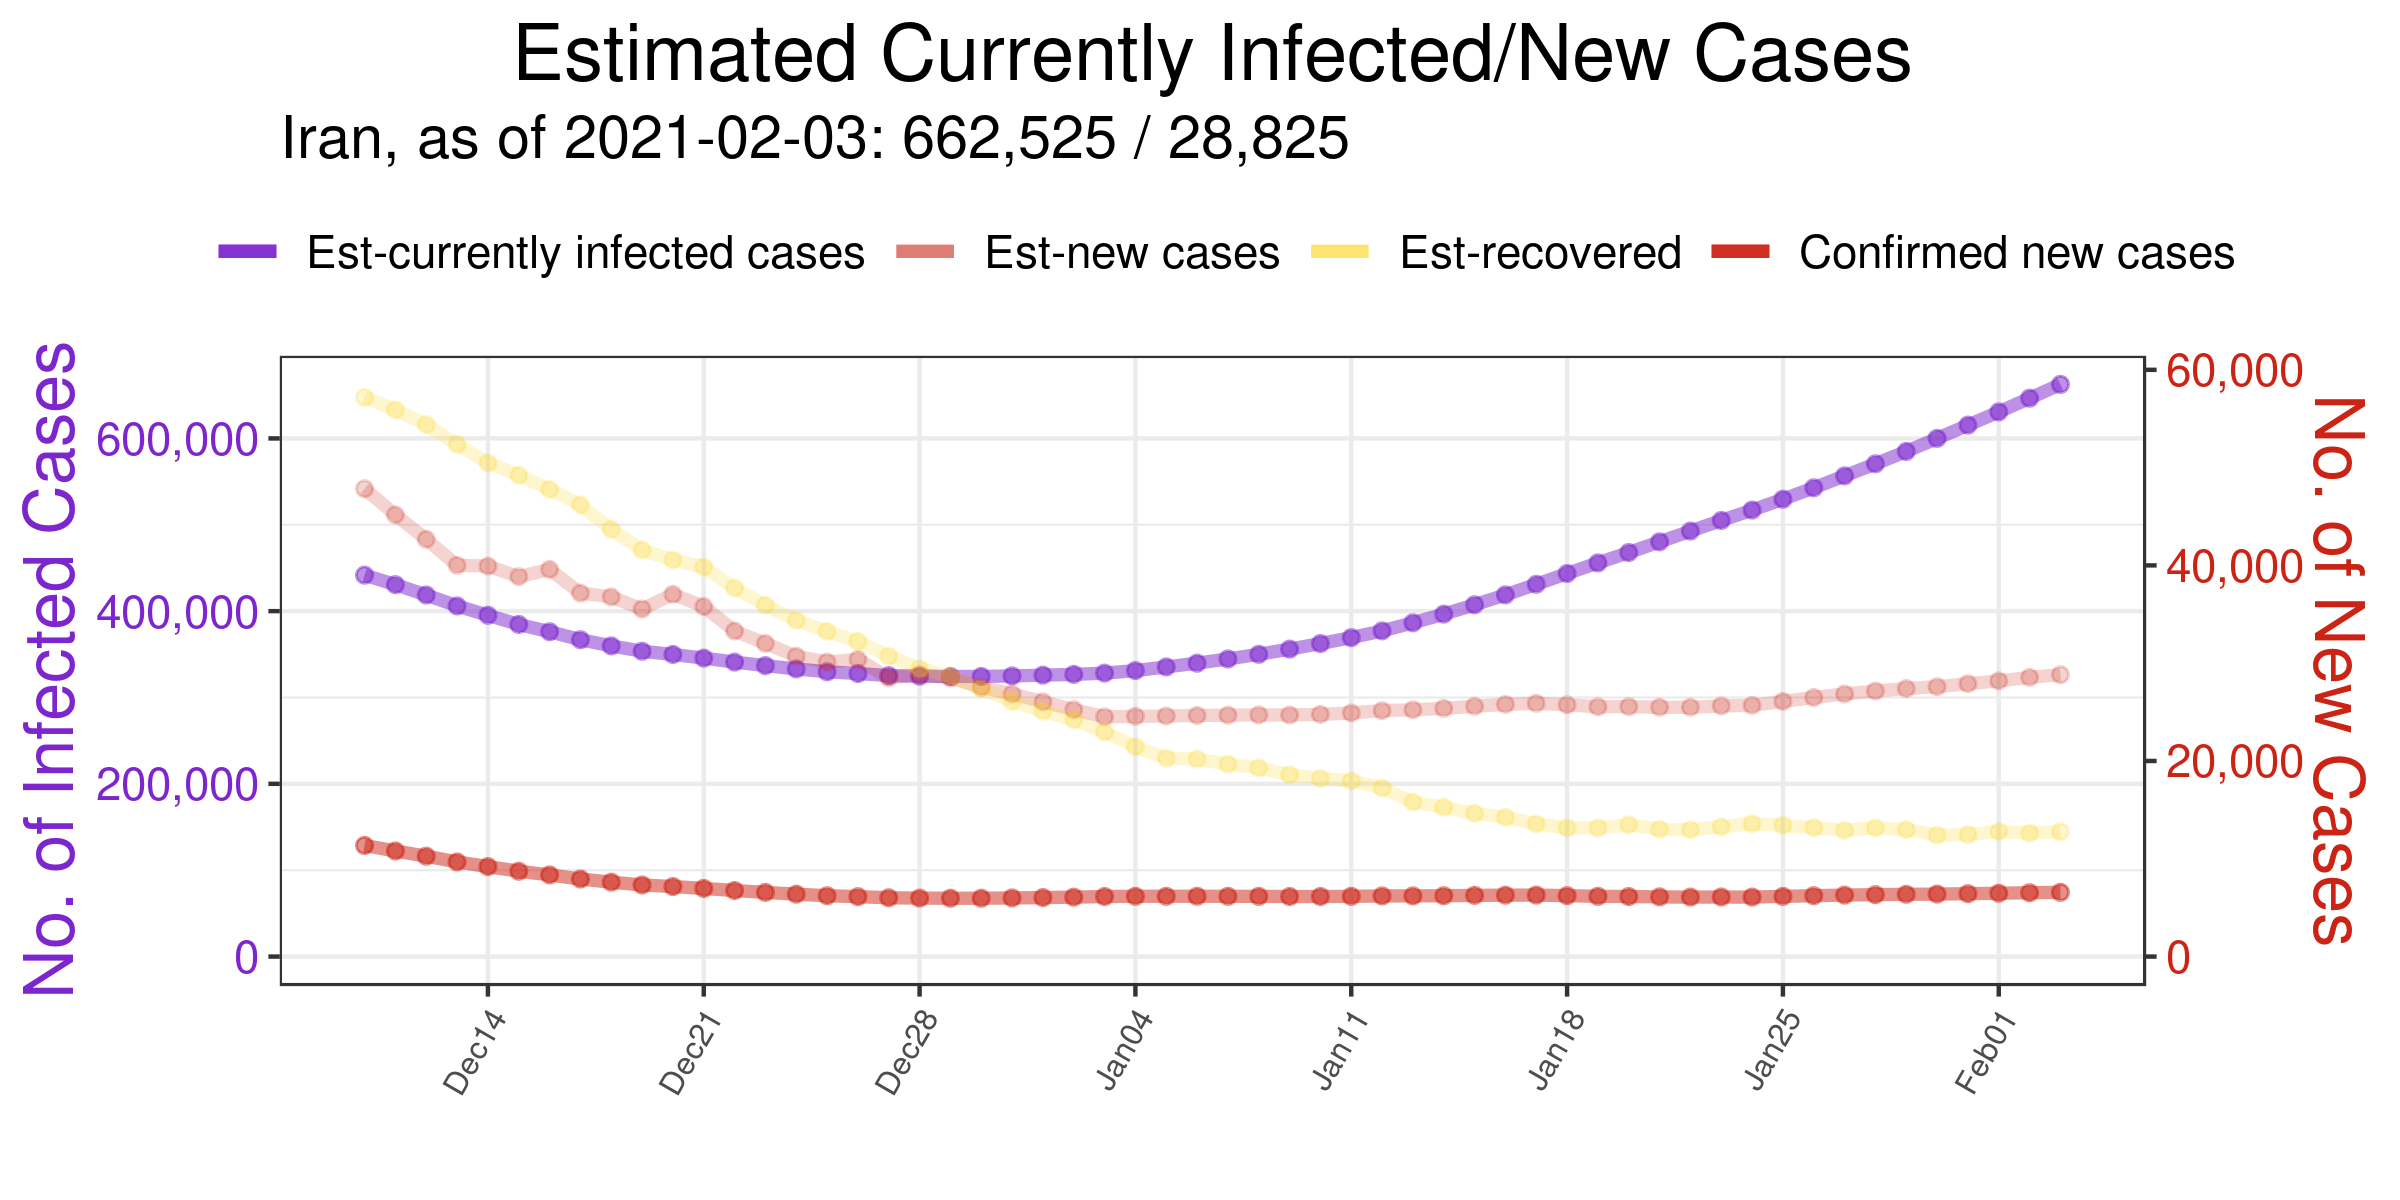 Estimated Currently Infected/New Cases
Iran, as of 2021-02-03: 662,525 / 28,825
Est-currently infected cases Est-new cases Est-recovered Confirmed new cases
No. of Infected Cases
600,000
400,000
200,000
0
60,000
40,000
20,000
0
No. of New Cases
Dec14 Dec21 Dec28 Jan04 Jan11 Jan18 Jan25 Feb01